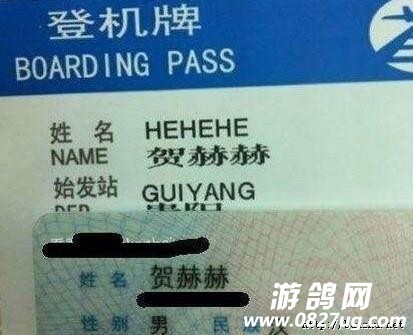 登机牌
BOARDING PASS
姓 名 HEHEHE
NAME 贺赫赫
始发站 GUIYANG
姓名 贺赫赫
性别 男 民
游鸽网
www.0827ug.com